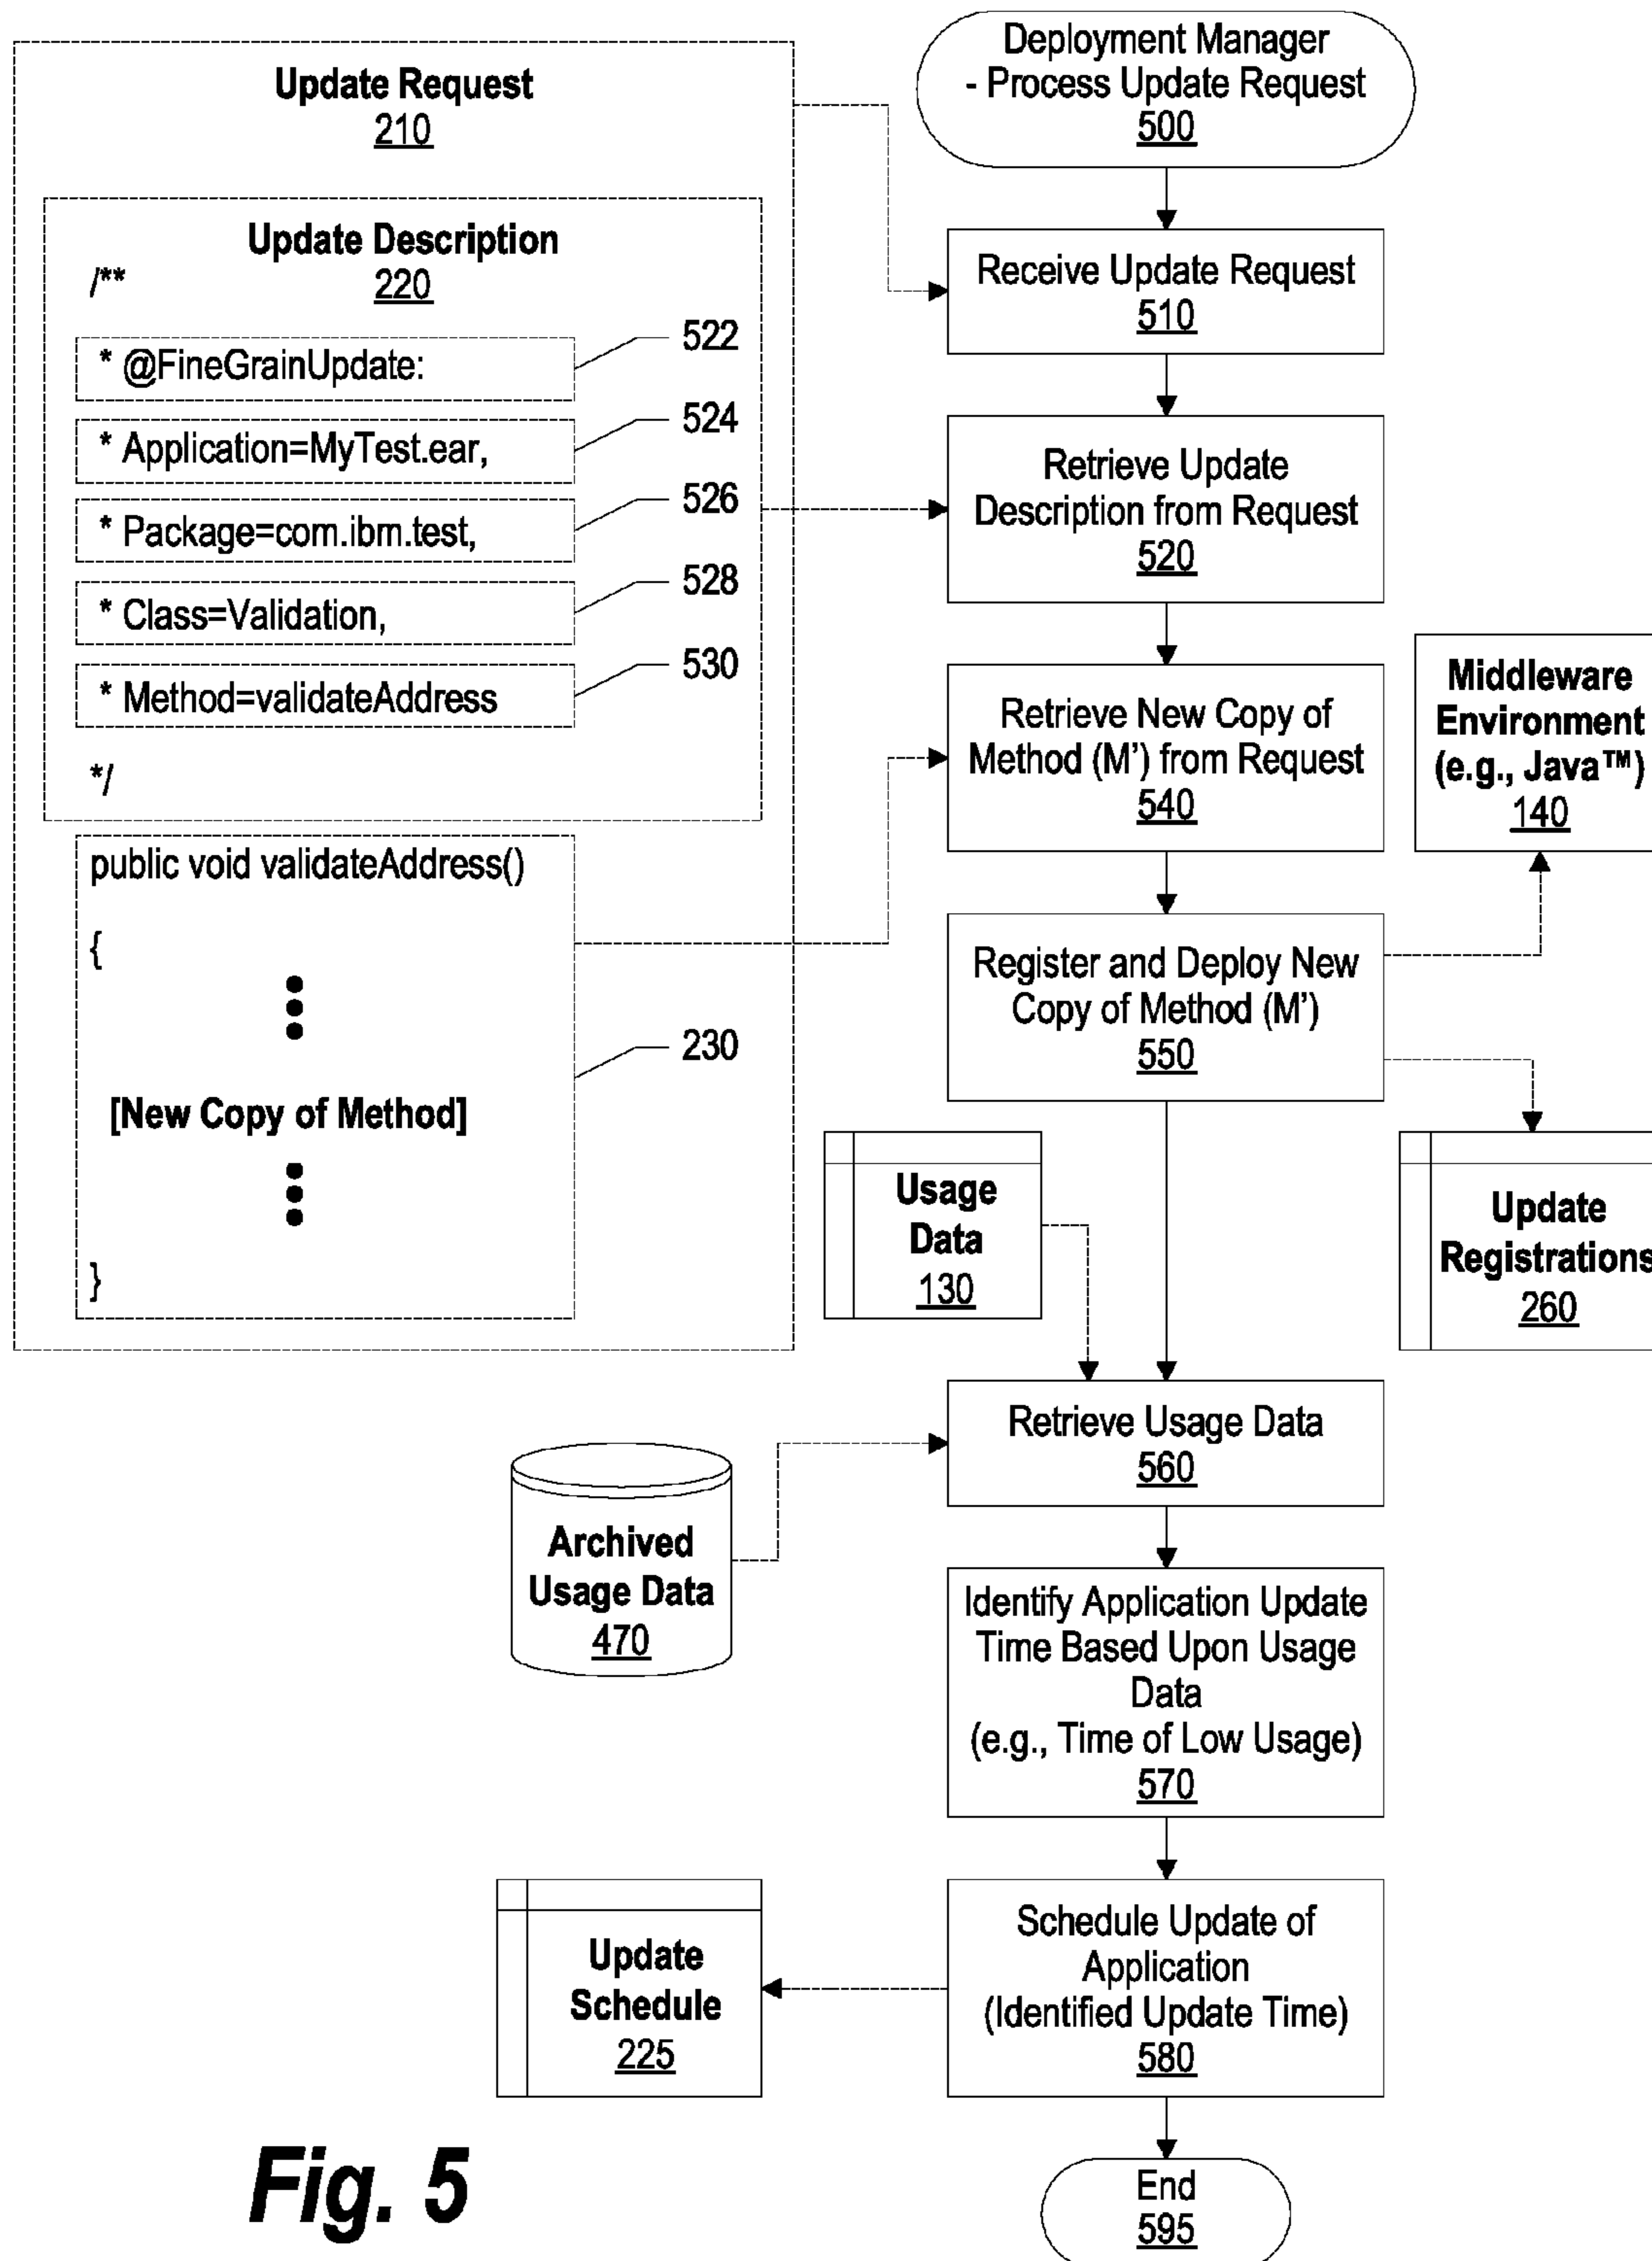 Update Request
210
Update Description
/**
220
* @FineGrainUpdate:
522
* Application=MyTest.ear,
524
* Package=com.ibm.test,
526
* Class=Validation,
528
* Method=validateAddress
530
*/
public void validateAddress()
{
[New Copy of Method]
230
}
Deployment Manager
- Process Update Request
500
Receive Update Request
510
Retrieve Update
Description from Request
520
Retrieve New Copy of
Method (M') from Request
540
Middleware
Environment
(e.g., Java™)
140
Register and Deploy New
Copy of Method (M')
550
Usage
Data
130
Update
Registrations
260
Retrieve Usage Data
560
Archived
Usage Data
470
Identify Application Update
Time Based Upon Usage
Data
(e.g., Time of Low Usage)
570
Update
Schedule
225
Schedule Update of
Application
(Identified Update Time)
580
End
595
Fig. 5